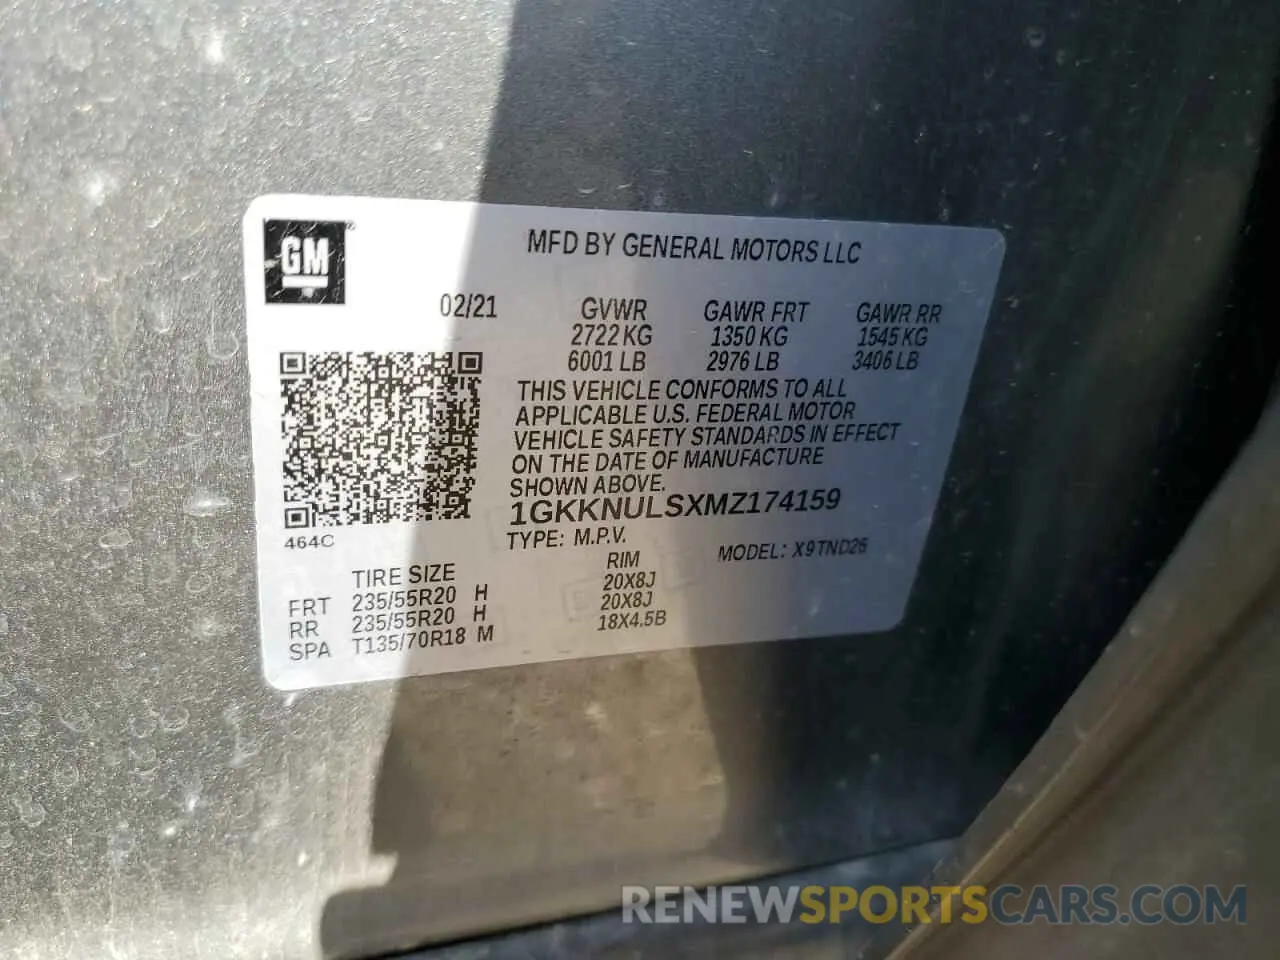 GM
MFD BY GENERAL MOTORS LLC
02/21 GVWR GAWR FRT GAWR RR
2722 KG 1350 KG 1545 KG
6001 LB 2976 LB 3406 LB
THIS VEHICLE CONFORMS TO ALL
APPLICABLE U.S. FEDERAL MOTOR
VEHICLE SAFETY STANDARDS IN EFFECT
ON THE DATE OF MANUFACTURE
SHOWN ABOVE.
1GKKNULSXMZ174159
464C
TYPE: M.P.V. MODEL: X9TND26
TIRE SIZE RIM
FRT 235/55R20 H 20X8J
RR 235/55R20 H 20X8J
SPA T135/70R18 M 18X4.5B
RENEWSPORTSCARS.COM